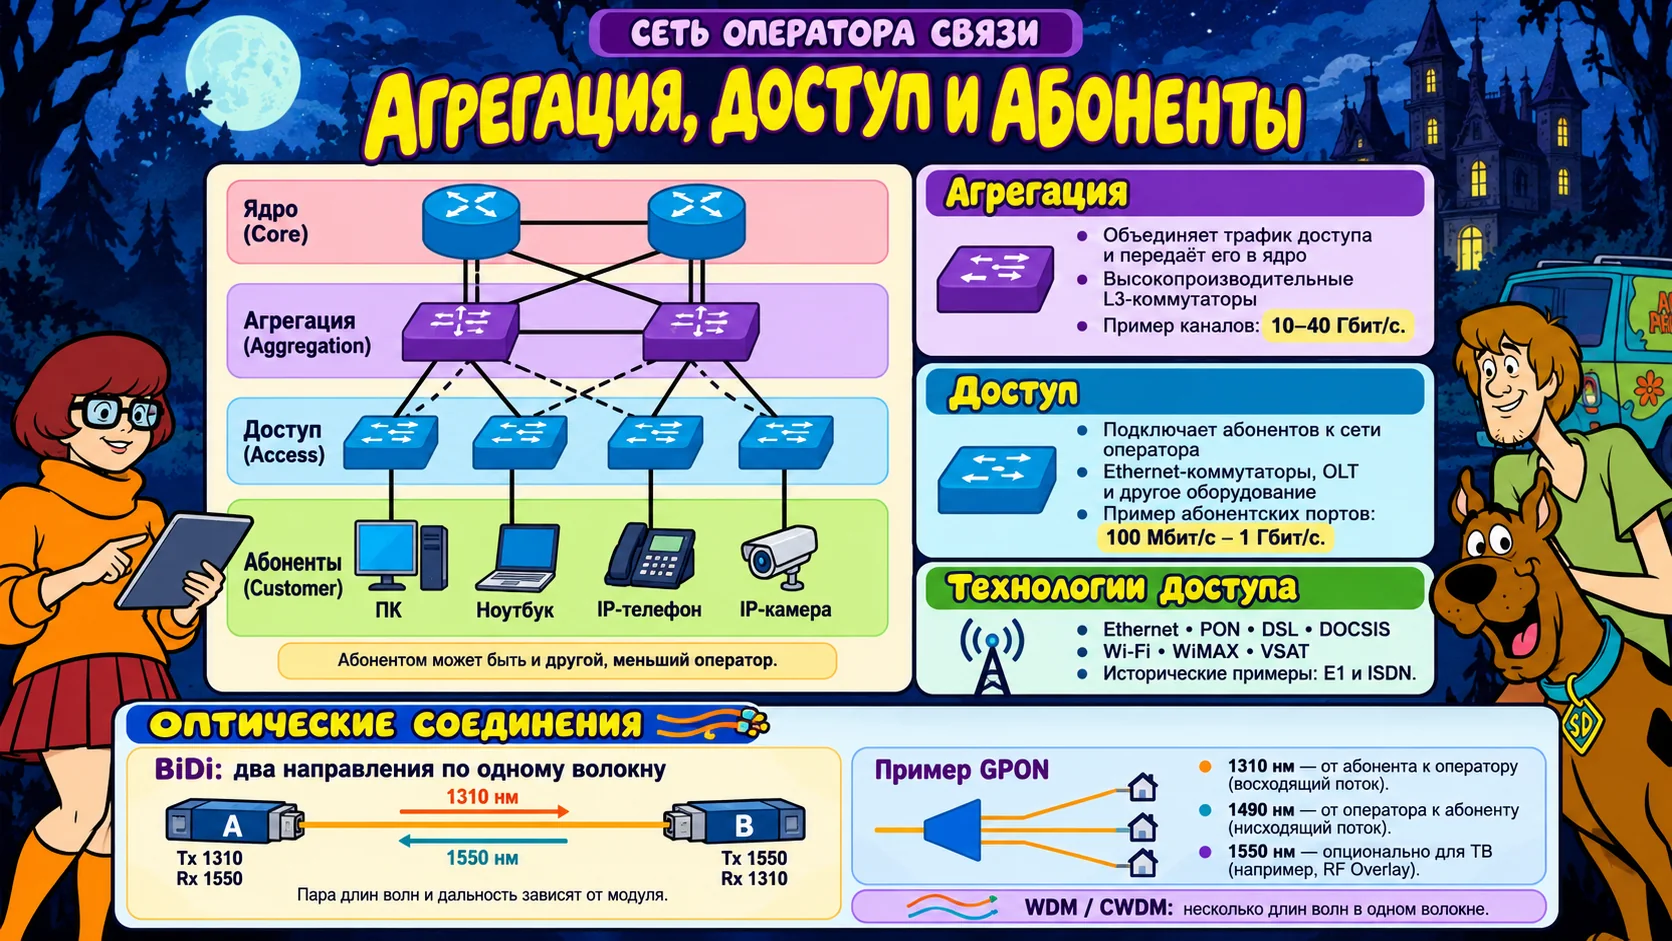 СЕТЬ ОПЕРАТОРА СВЯЗИ
АГРЕГАЦИЯ, ДОСТУП И АБОНЕНТЫ
Ядро
(Core)
Агрегация
(Aggregation)
Доступ
(Access)
Абоненты
(Customer)
ПК
Ноутбук
IP-телефон
IP-камера
Абонентом может быть и другой, меньший оператор.
Агрегация
• Объединяет трафик доступа
и передаёт его в ядро
• Высокопроизводительные
L3-коммутаторы
• Пример каналов: 10–40 Гбит/с.
Доступ
• Подключает абонентов к сети
оператора
• Ethernet-коммутаторы, OLT
и другое оборудование
• Пример абонентских портов:
100 Мбит/с – 1 Гбит/с.
Технологии доступа
• Ethernet • PON • DSL • DOCSIS
• Wi-Fi • WiMAX • VSAT
• Исторические примеры: E1 и ISDN.
SD
ОПТИЧЕСКИЕ СОЕДИНЕНИЯ
BiDi: два направления по одному волокну
1310 нм
A
B
1550 нм
Tx 1310
Rx 1550
Tx 1550
Rx 1310
Пара длин волн и дальность зависят от модуля.
Пример GPON
• 1310 нм — от абонента к оператору
(восходящий поток).
• 1490 нм — от оператора к абоненту
(нисходящий поток).
• 1550 нм — опционально для ТВ
(например, RF Overlay).
WDM / CWDM: несколько длин волн в одном волокне.